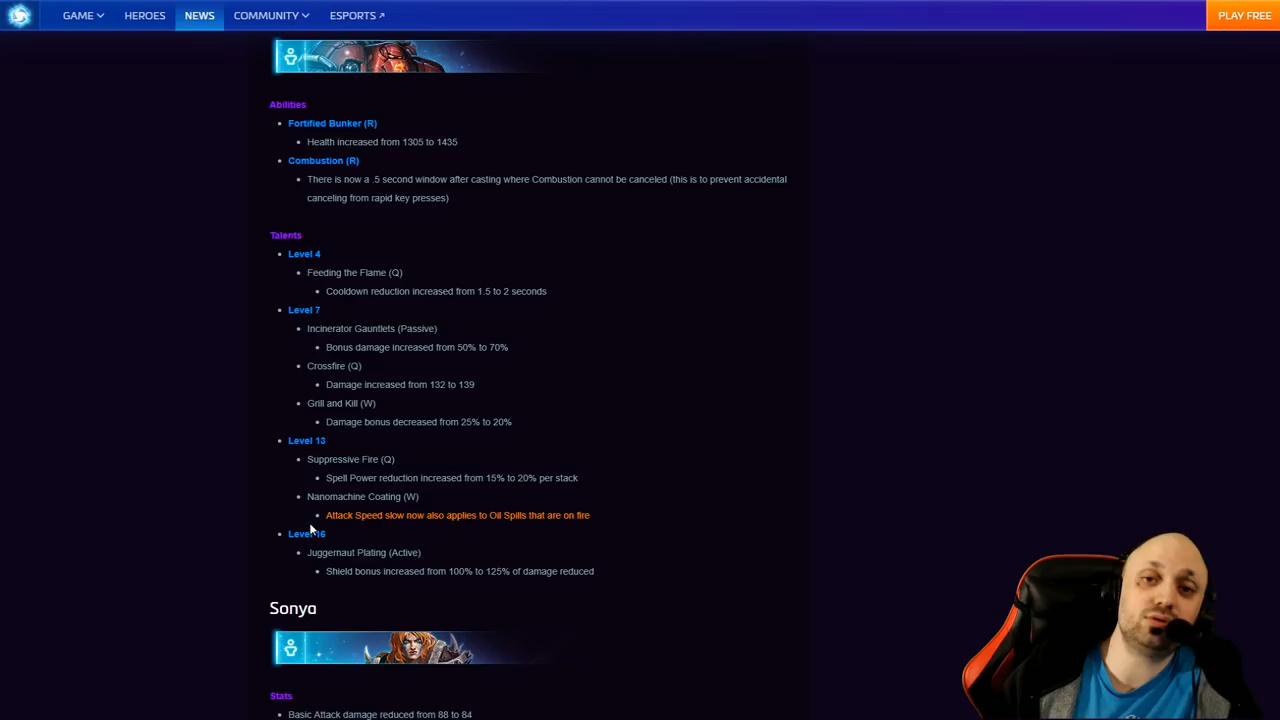 GAME HEROES NEWS COMMUNITY ESPORTS PLAY FREE
Abilities
Fortified Bunker (R)
Health increased from 1305 to 1435
Combustion (R)
There is now a .5 second window after casting where Combustion cannot be canceled (this is to prevent accidental
canceling from rapid key presses)
Talents
Level 4
Feeding the Flame (Q)
Cooldown reduction increased from 1.5 to 2 seconds
Level 7
Incinerator Gauntlets (Passive)
Bonus damage increased from 50% to 70%
Crossfire (Q)
Damage increased from 132 to 139
Grill and Kill (W)
Damage bonus decreased from 25% to 20%
Level 13
Suppressive Fire (Q)
Spell Power reduction increased from 15% to 20% per stack
Nanomachine Coating (W)
Attack Speed slow now also applies to Oil Spills that are on fire
Level 16
Juggernaut Plating (Active)
Shield bonus increased from 100% to 125% of damage reduced
Sonya
Stats
Basic Attack damage reduced from 88 to 84